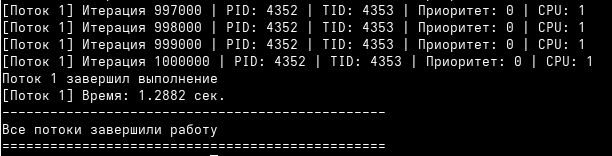 [Поток 1] Итерация 997000 | PID: 4352 | TID: 4353 | Приоритет: 0 | CPU: 1
[Поток 1] Итерация 998000 | PID: 4352 | TID: 4353 | Приоритет: 0 | CPU: 1
[Поток 1] Итерация 999000 | PID: 4352 | TID: 4353 | Приоритет: 0 | CPU: 1
[Поток 1] Итерация 1000000 | PID: 4352 | TID: 4353 | Приоритет: 0 | CPU: 1
Поток 1 завершил выполнение
[Поток 1] Время: 1.2882 сек.
------------------------------------------------
Все потоки завершили работу
================================================